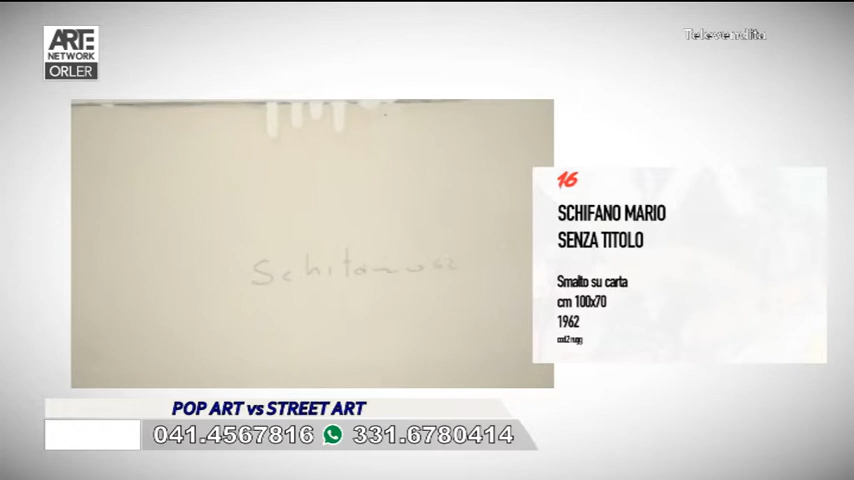 ARTE
NETWORK
ORLER
Televendita
16
SCHIFANO MARIO
SENZA TITOLO
Schifano 62
Smalto su carta
cm 100x70
1962
POP ART vs STREET ART
041.4567816 331.6780414